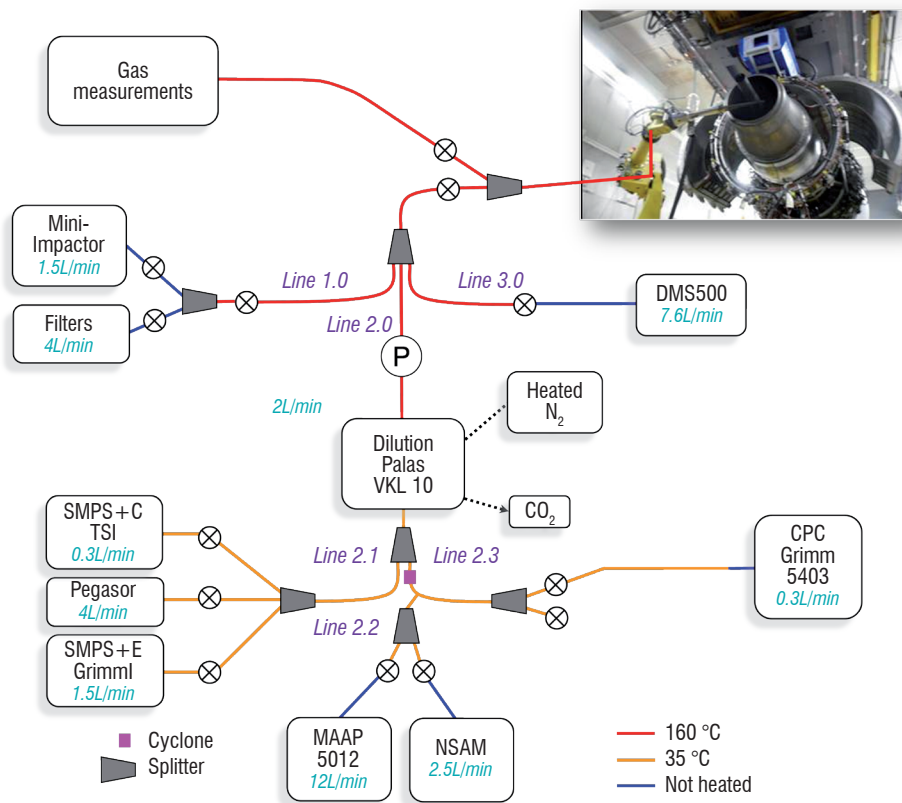 Gas
measurements
Mini-
Impactor
1.5L/min
Filters
4L/min
Line 1.0
Line 3.0
Line 2.0
DMS500
7.6L/min
P
2L/min
Heated
N2
Dilution
Palas
VKL 10
CO2
SMPS+C
TSI
0.3L/min
Pegasor
4L/min
SMPS+E
GrimmI
1.5L/min
Line 2.1
Line 2.3
Line 2.2
CPC
Grimm
5403
0.3L/min
MAAP
5012
12L/min
NSAM
2.5L/min
Cyclone
Splitter
160 °C
35 °C
Not heated